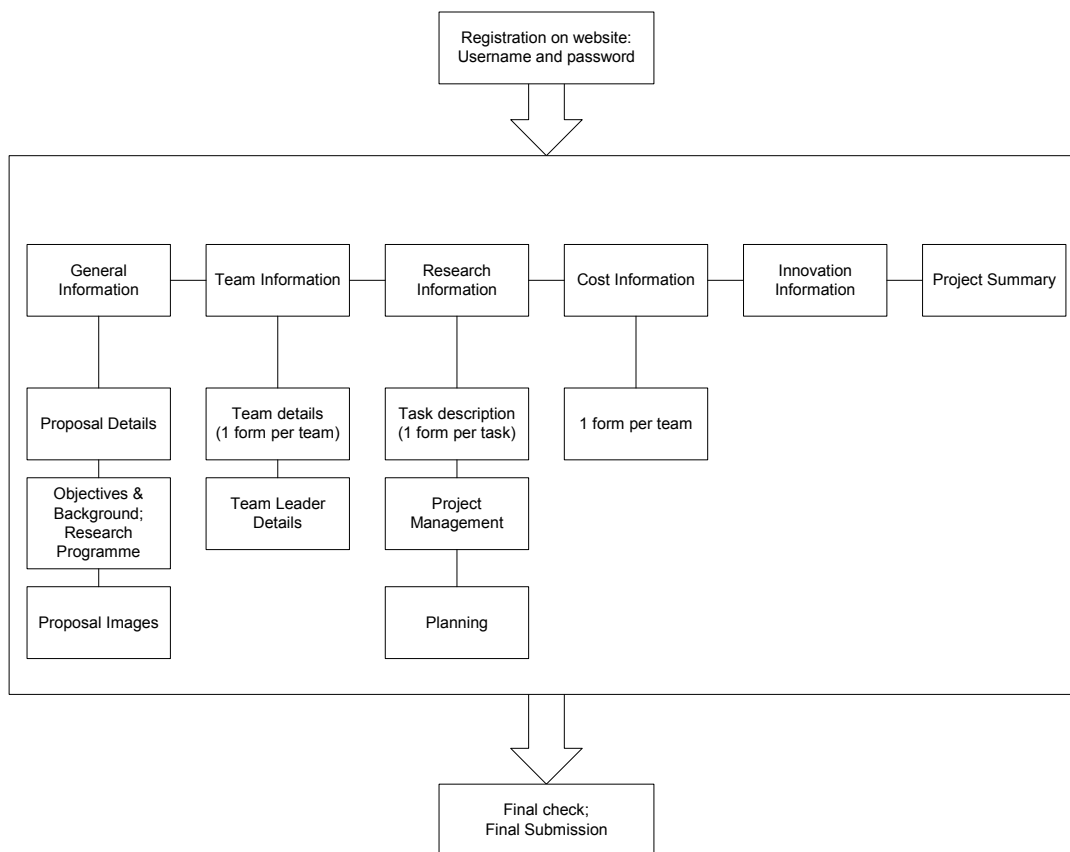 Registration on website:
Username and password
General
Information
Team Information
Research
Information
Cost Information
Innovation
Information
Project Summary
Proposal Details
Team details
(1 form per team)
Task description
(1 form per task)
1 form per team
Objectives &
Background;
Research
Programme
Team Leader
Details
Project
Management
Proposal Images
Planning
Final check;
Final Submission